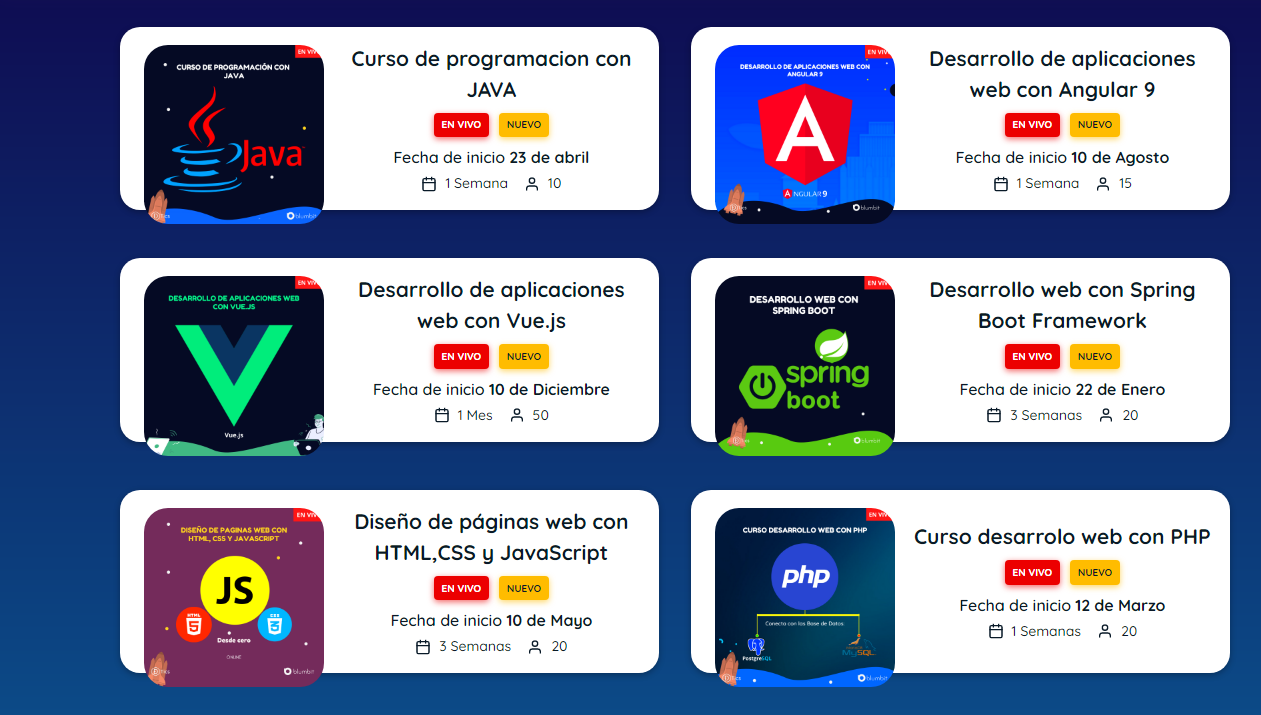 EN VIV
CURSO DE PROGRAMACIÓN CON
JAVA
Java
blumbit
Curso de programacion con
JAVA
EN VIVO NUEVO
Fecha de inicio 23 de abril
1 Semana 10
EN VIV
DESARROLLO DE APLICACIONES WEB CON
ANGULAR 9
A
ANGULAR 9
blumbit
Desarrollo de aplicaciones
web con Angular 9
EN VIVO NUEVO
Fecha de inicio 10 de Agosto
1 Semana 15
EN VIV
DESARROLLO DE APLICACIONES WEB
CON VUE.JS
Vue.js
Desarrollo de aplicaciones
web con Vue.js
EN VIVO NUEVO
Fecha de inicio 10 de Diciembre
1 Mes 50
EN VIV
DESARROLLO WEB CON
SPRING BOOT
spring
boot
blumbit
Desarrollo web con Spring
Boot Framework
EN VIVO NUEVO
Fecha de inicio 22 de Enero
3 Semanas 20
EN VIV
DISEÑO DE PAGINAS WEB CON
HTML, CSS Y JAVASCRIPT
JS
HTML
5
CSS
3
Desde cero
ONLINE
blumbit
Diseño de páginas web con
HTML,CSS y JavaScript
EN VIVO NUEVO
Fecha de inicio 10 de Mayo
3 Semanas 20
EN VIV
CURSO DESARROLLO WEB CON PHP
php
Conecta con las Base de Datos
PostgreSQL
MySQL
blumbit
Curso desarrolo web con PHP
EN VIVO NUEVO
Fecha de inicio 12 de Marzo
1 Semanas 20